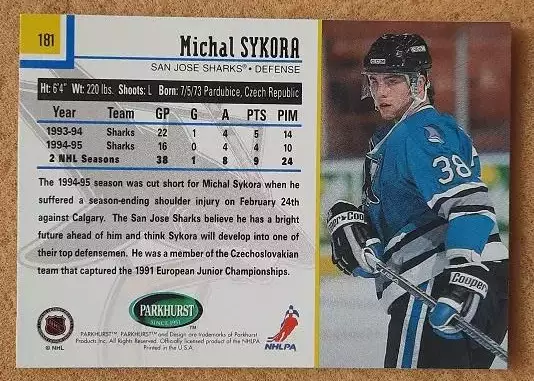 181
Michal SYKORA
SAN JOSE SHARKS® • DEFENSE
Ht: 6'4" Wt: 220 lbs. Shoots: L Born: 7/5/73 Pardubice, Czech Republic
Year Team GP G A PTS PIM
1993-94 Sharks 22 1 4 5 14
1994-95 Sharks 16 0 4 4 10
2 NHL Seasons 38 1 8 9 24
The 1994-95 season was cut short for Michal Sykora when he
suffered a season-ending shoulder injury on February 24th
against Calgary. The San Jose Sharks believe he has a bright
future ahead of him and think Sykora will develop into one of
their top defensemen. He was a member of the Czechoslovakian
team that captured the 1991 European Junior Championships.
38
Cooper
Cooper
PARKHURST
SINCE 1951
™
NHL
© NHL
PARKHURST™ PARKHURST™ and Design are trademarks of Parkhurst
Products Inc. All Rights Reserved. Officially licensed product of the NHLPA
Printed in the U.S.A.
NHLPA